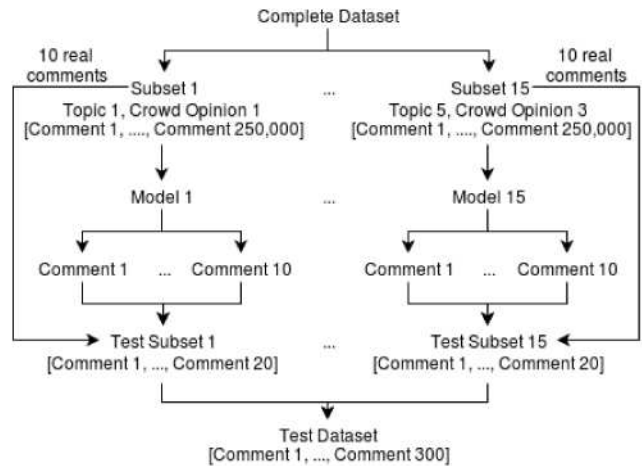 Complete Dataset
10 real
comments
10 real
comments
Subset 1
...
Subset 15
Topic 1, Crowd Opinion 1
Topic 5, Crowd Opinion 3
[Comment 1, ...., Comment 250,000]
[Comment 1, ...., Comment 250,000]
Model 1
...
Model 15
Comment 1
...
Comment 10
Comment 1
...
Comment 10
Test Subset 1
...
Test Subset 15
[Comment 1, ..., Comment 20]
[Comment 1, ..., Comment 20]
Test Dataset
[Comment 1, ..., Comment 300]